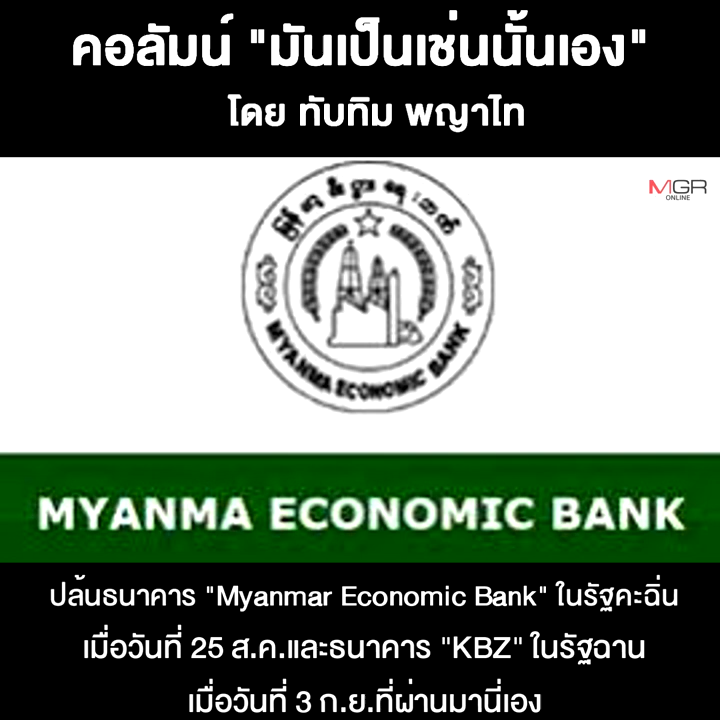 คอลัมน์ "มันเป็นเช่นนั้นเอง"
โดย ทับทิม พญาไท
MGR
ONLINE
MYANMA ECONOMIC BANK
MYANMA ECONOMIC BANK
ปล้นธนาคาร "Myanmar Economic Bank" ในรัฐคะฉิ่น
เมื่อวันที่ 25 ส.ค.และธนาคาร "KBZ" ในรัฐฉาน
เมื่อวันที่ 3 ก.ย.ที่ผ่านมานี่เอง